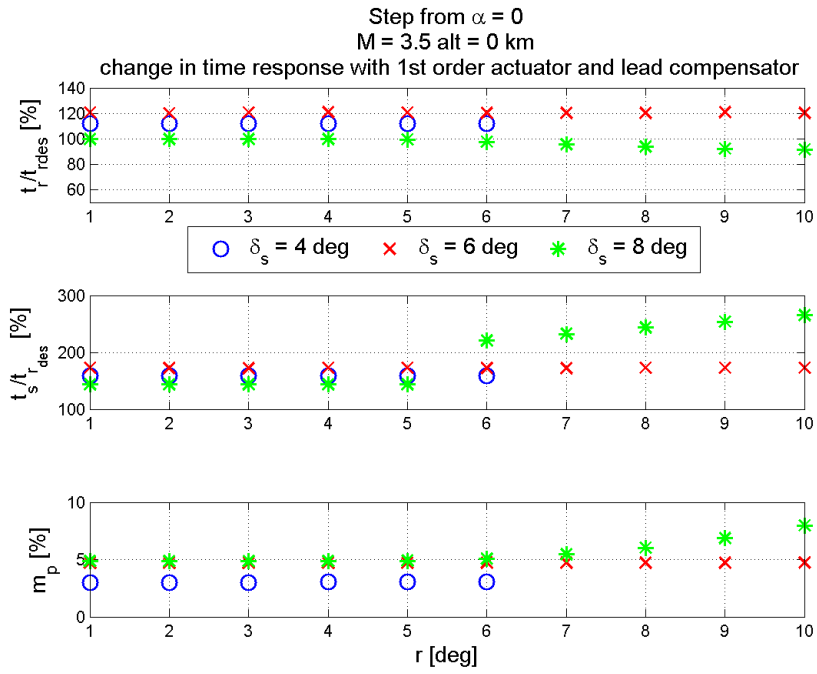 Step from α = 0
M = 3.5 alt = 0 km
change in time response with 1st order actuator and lead compensator
t_r/t_rdes [%]
140
120
100
80
60
1 2 3 4 5 6 7 8 9 10
δ_s = 4 deg δ_s = 6 deg δ_s = 8 deg
t_s/t_r_des [%]
300
200
100
1 2 3 4 5 6 7 8 9 10
m_p [%]
10
5
0
1 2 3 4 5 6 7 8 9 10
r [deg]